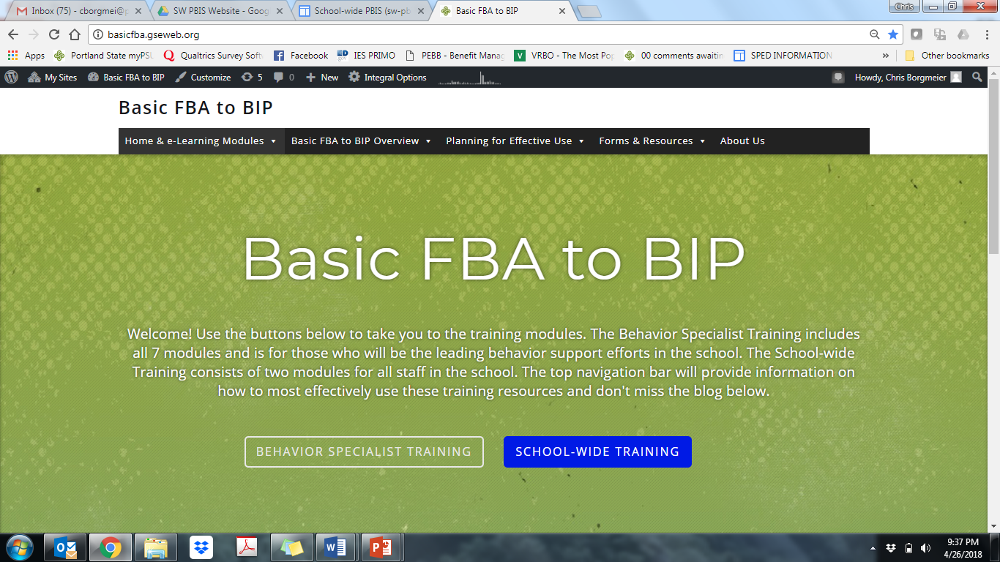 Inbox (75) - cborgmei@p
SW PBIS Website - Goog
School-wide PBIS (sw-pb
Basic FBA to BIP
Chris
basicfba.gseweb.org
Apps
Portland State myPSU
Qualtrics Survey Softw
Facebook
IES PRIMO
PEBB - Benefit Manag
VRBO - The Most Pop
00 comments awaitin
SPED INFORMATION
»
Other bookmarks
My Sites
Basic FBA to BIP
Customize
5
0
New
Integral Options
Howdy, Chris Borgmeier
Basic FBA to BIP
Home & e-Learning Modules
Basic FBA to BIP Overview
Planning for Effective Use
Forms & Resources
About Us
Basic FBA to BIP
Welcome! Use the buttons below to take you to the training modules. The Behavior Specialist Training includes
all 7 modules and is for those who will be the leading behavior support efforts in the school. The School-wide
Training consists of two modules for all staff in the school. The top navigation bar will provide information on
how to most effectively use these training resources and don't miss the blog below.
BEHAVIOR SPECIALIST TRAINING
SCHOOL-WIDE TRAINING
9:37 PM
4/26/2018